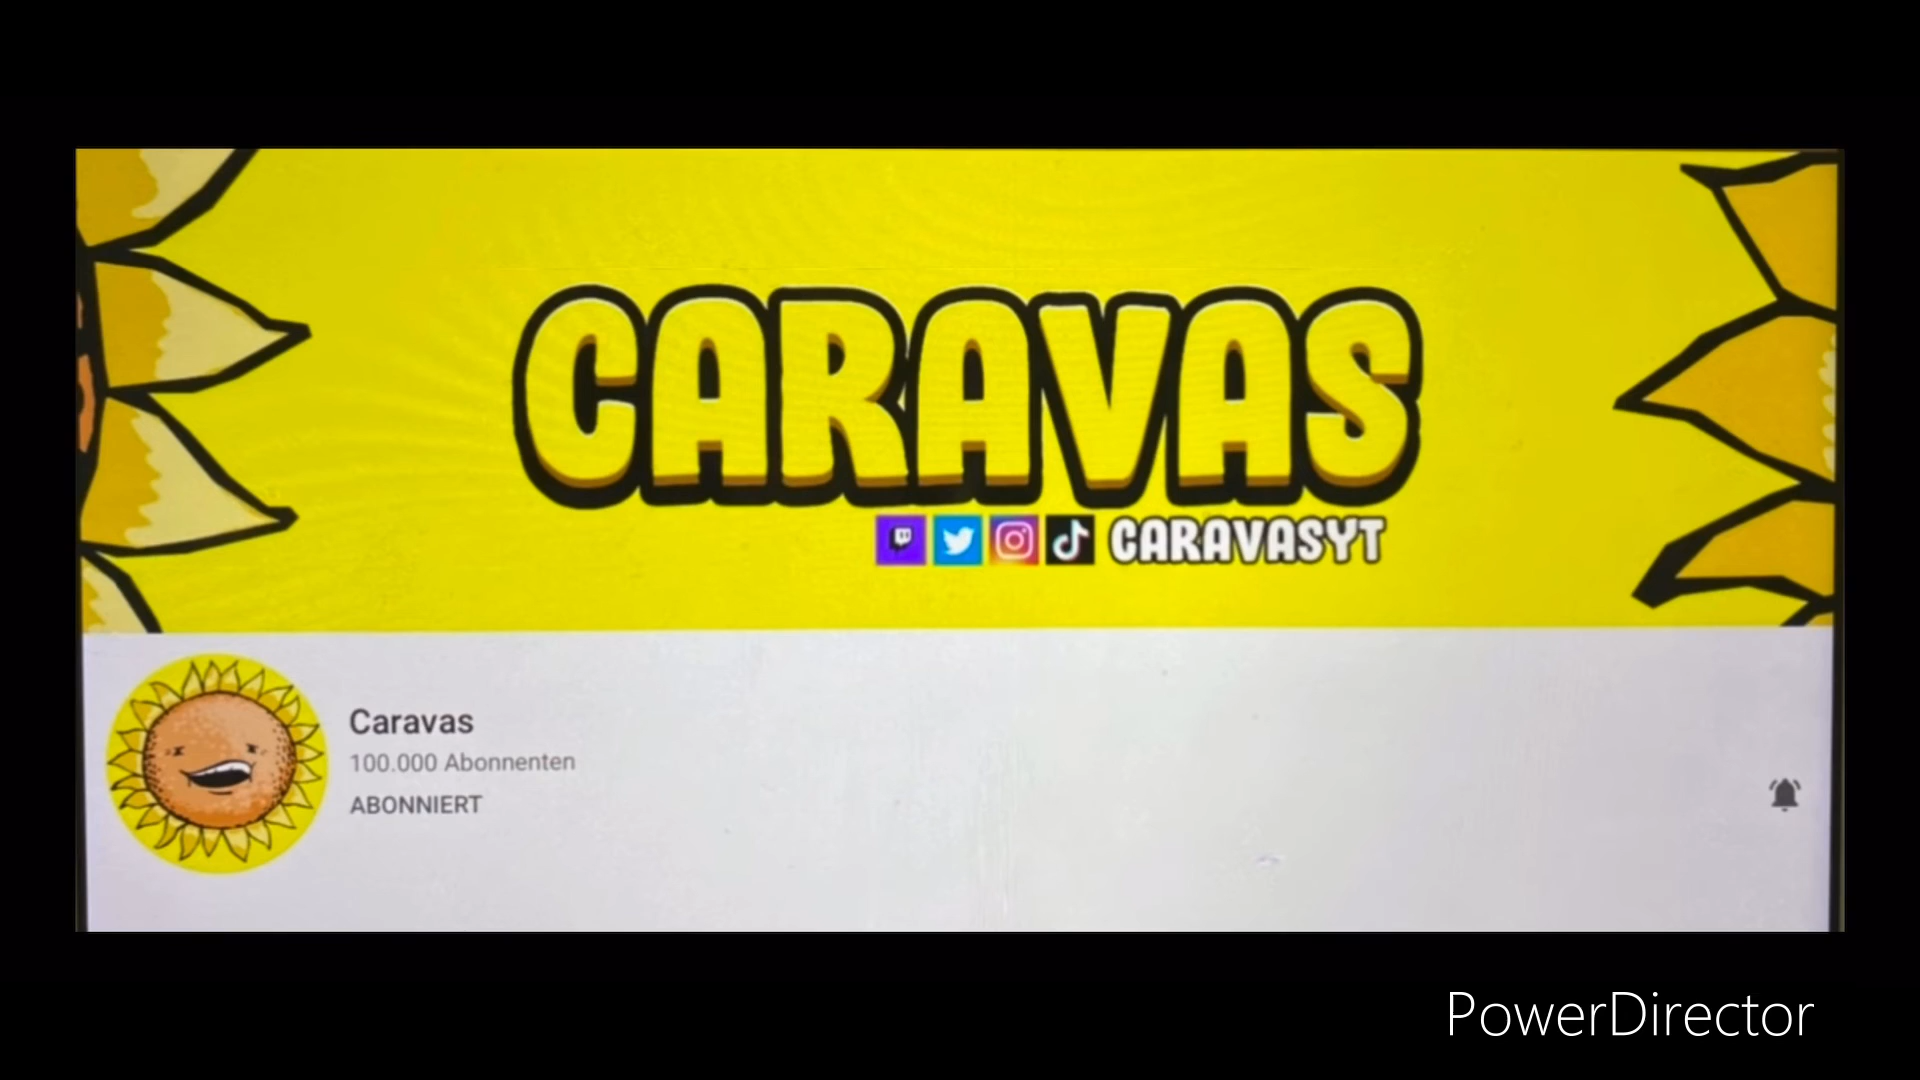 CARAVAS
CARAVASYT
Caravas
100.000 Abonnenten
ABONNIERT
PowerDirector